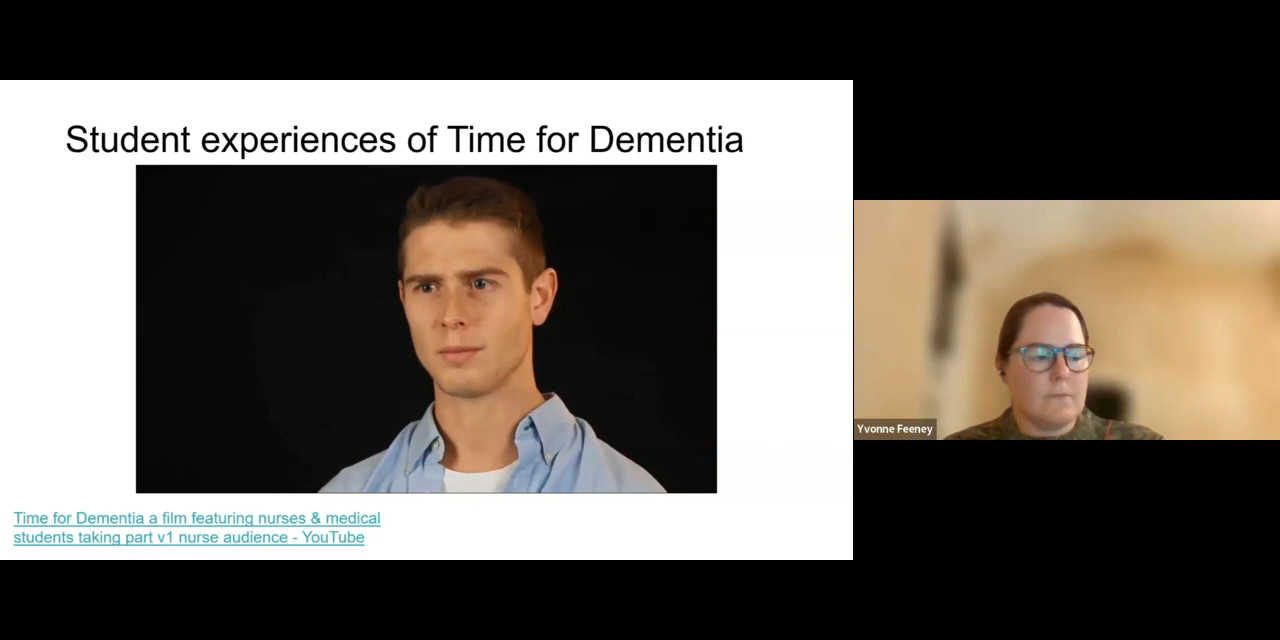 Student experiences of Time for Dementia
Yvonne Feeney
Time for Dementia a film featuring nurses & medical
students taking part v1 nurse audience - YouTube